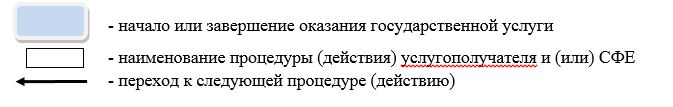 - начало или завершение оказания государственной услуги
- наименование процедуры (действия) услугополучателя и (или) СФЕ
- переход к следующей процедуре (действию)